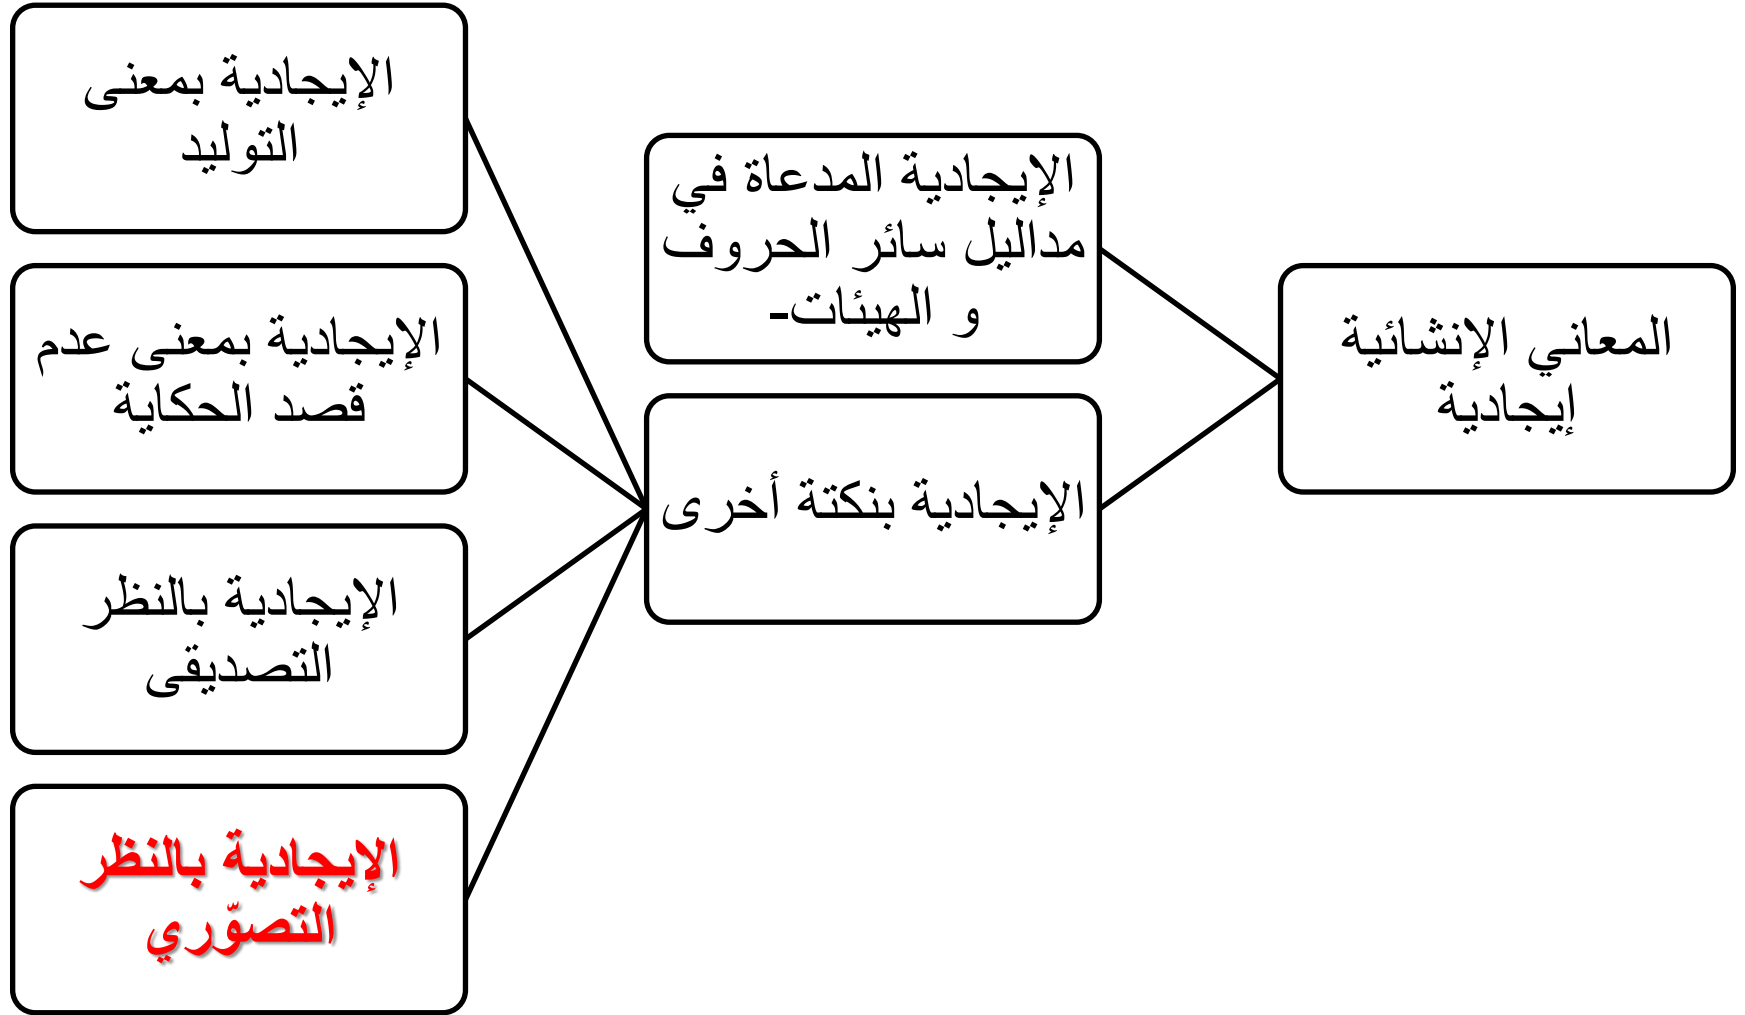 المعاني الإنشائية
إيجادية
الإيجادية المدعاة في
مداليل سائر الحروف
و الهيئات-
الإيجادية بنكتة أخرى
الإيجادية بمعنى
التوليد
الإيجادية بمعنى عدم
قصد الحكاية
الإيجادية بالنظر
التصديقى
الإيجادية بالنظر
التصوّري